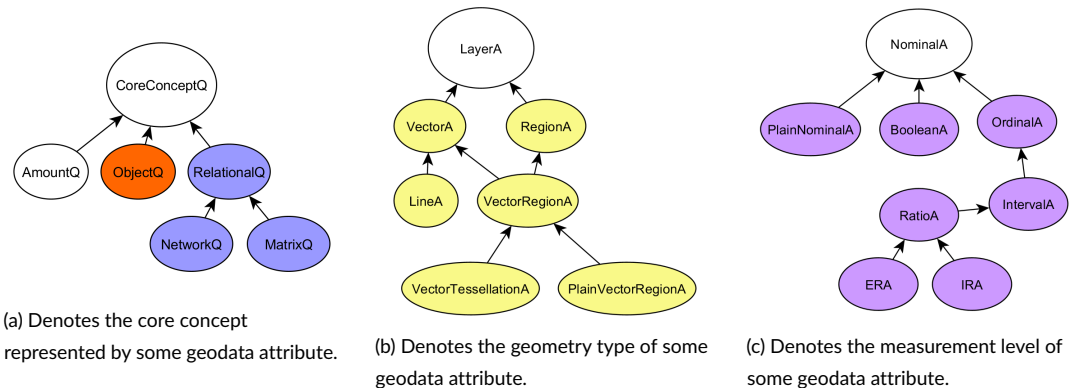 CoreConceptQ
AmountQ
ObjectQ
RelationalQ
NetworkQ
MatrixQ
(a) Denotes the core concept
represented by some geodata attribute.
LayerA
VectorA
RegionA
LineA
VectorRegionA
VectorTessellationA
PlainVectorRegionA
(b) Denotes the geometry type of some
geodata attribute.
NominalA
PlainNominalA
BooleanA
OrdinalA
RatioA
IntervalA
ERA
IRA
(c) Denotes the measurement level of
some geodata attribute.